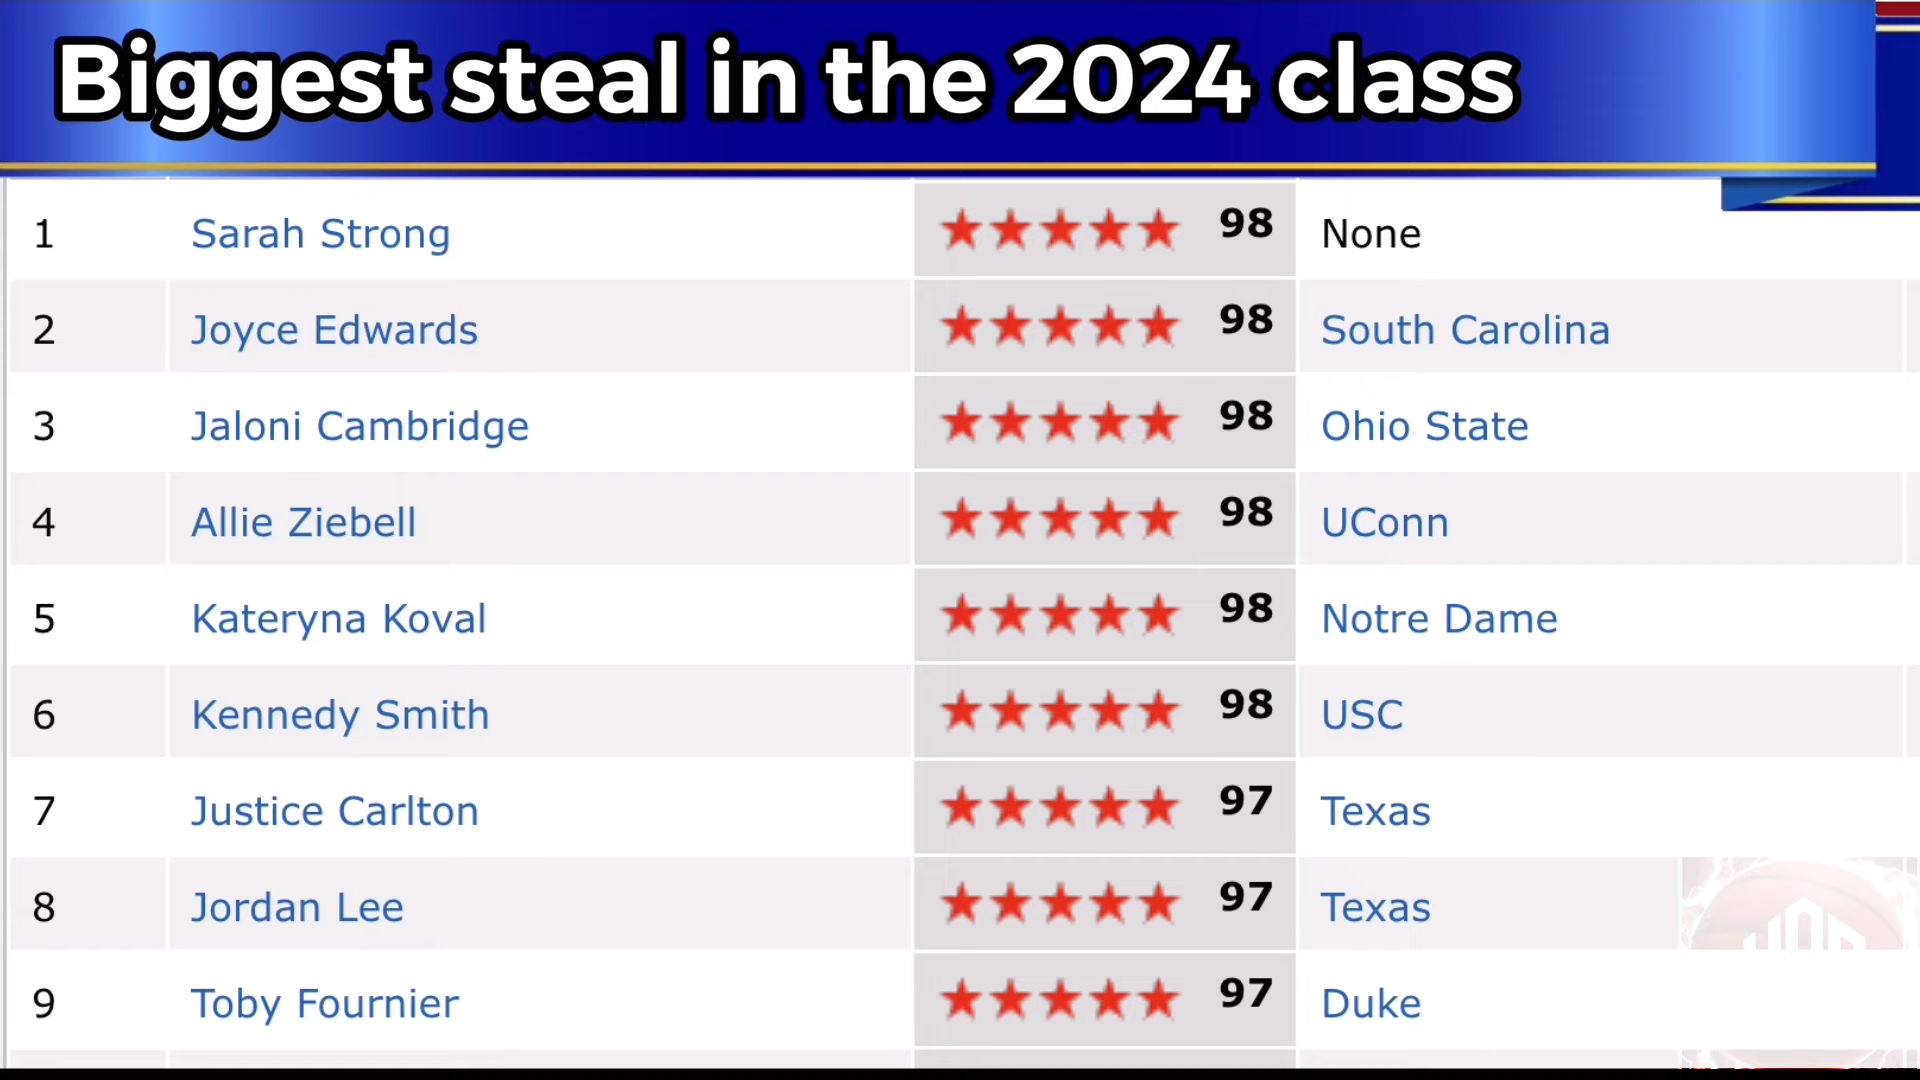 Biggest steal in the 2024 class
1 Sarah Strong 98 None
2 Joyce Edwards 98 South Carolina
3 Jaloni Cambridge 98 Ohio State
4 Allie Ziebell 98 UConn
5 Kateryna Koval 98 Notre Dame
6 Kennedy Smith 98 USC
7 Justice Carlton 97 Texas
8 Jordan Lee 97 Texas
9 Toby Fournier 97 Duke